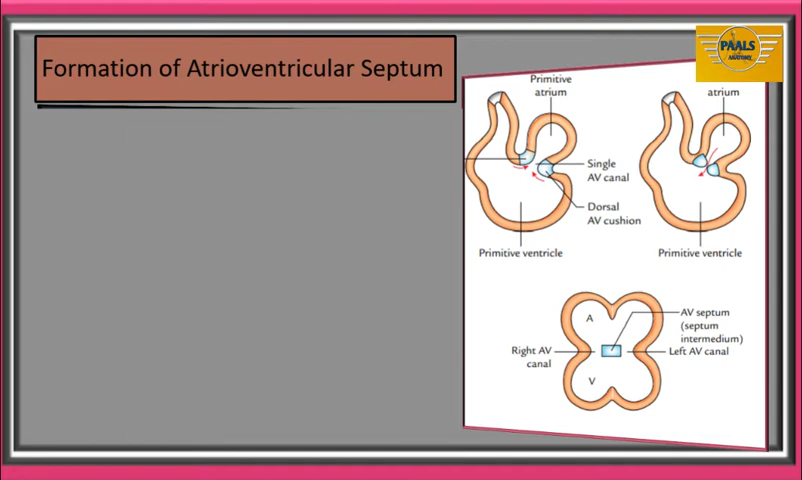 Formation of Atrioventricular Septum
PAALS
ANATOMY
Primitive
atrium
Single
AV canal
Dorsal
AV cushion
Primitive ventricle
atrium
Primitive ventricle
A
AV septum
(septum
intermedium)
Right AV
canal
Left AV canal
V